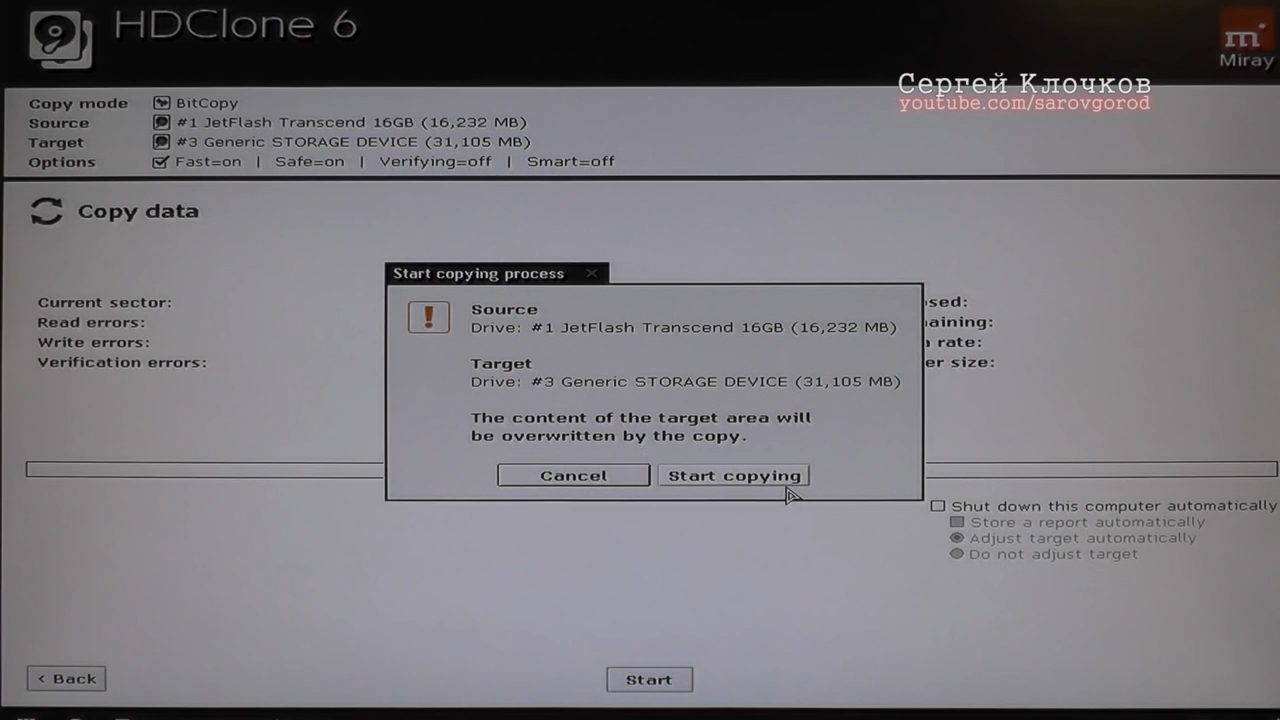 HDClone 6
m
Miray
Сергей Клочков
youtube.com/sarovgorod
Copy mode BitCopy
Source #1 JetFlash Transcend 16GB (16,232 MB)
Target #3 Generic STORAGE DEVICE (31,105 MB)
Options Fast=on | Safe=on | Verifying=off | Smart=off
Copy data
Start copying process
Current sector:
Read errors:
Write errors:
Verification errors:
Source
Drive: #1 JetFlash Transcend 16GB (16,232 MB)
Target
Drive: #3 Generic STORAGE DEVICE (31,105 MB)
The content of the target area will
be overwritten by the copy.
Cancel Start copying
sed:
aining:
rate:
er size:
Shut down this computer automatically
Store a report automatically
Adjust target automatically
Do not adjust target
< Back Start